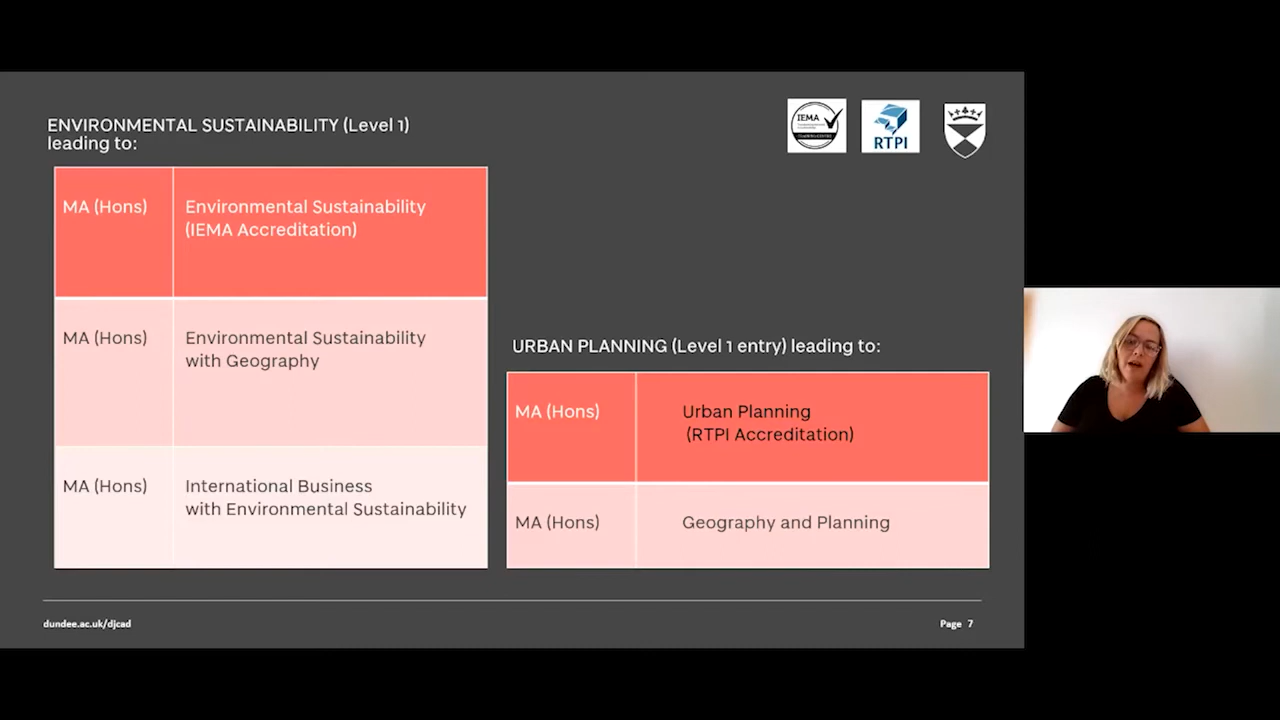 ENVIRONMENTAL SUSTAINABILITY (Level 1)
leading to:
MA (Hons)
Environmental Sustainability
(IEMA Accreditation)
MA (Hons)
Environmental Sustainability
with Geography
MA (Hons)
International Business
with Environmental Sustainability
IEMA
RTPI
URBAN PLANNING (Level 1 entry) leading to:
MA (Hons)
Urban Planning
(RTPI Accreditation)
MA (Hons)
Geography and Planning
dundee.ac.uk/djcad
Page 7